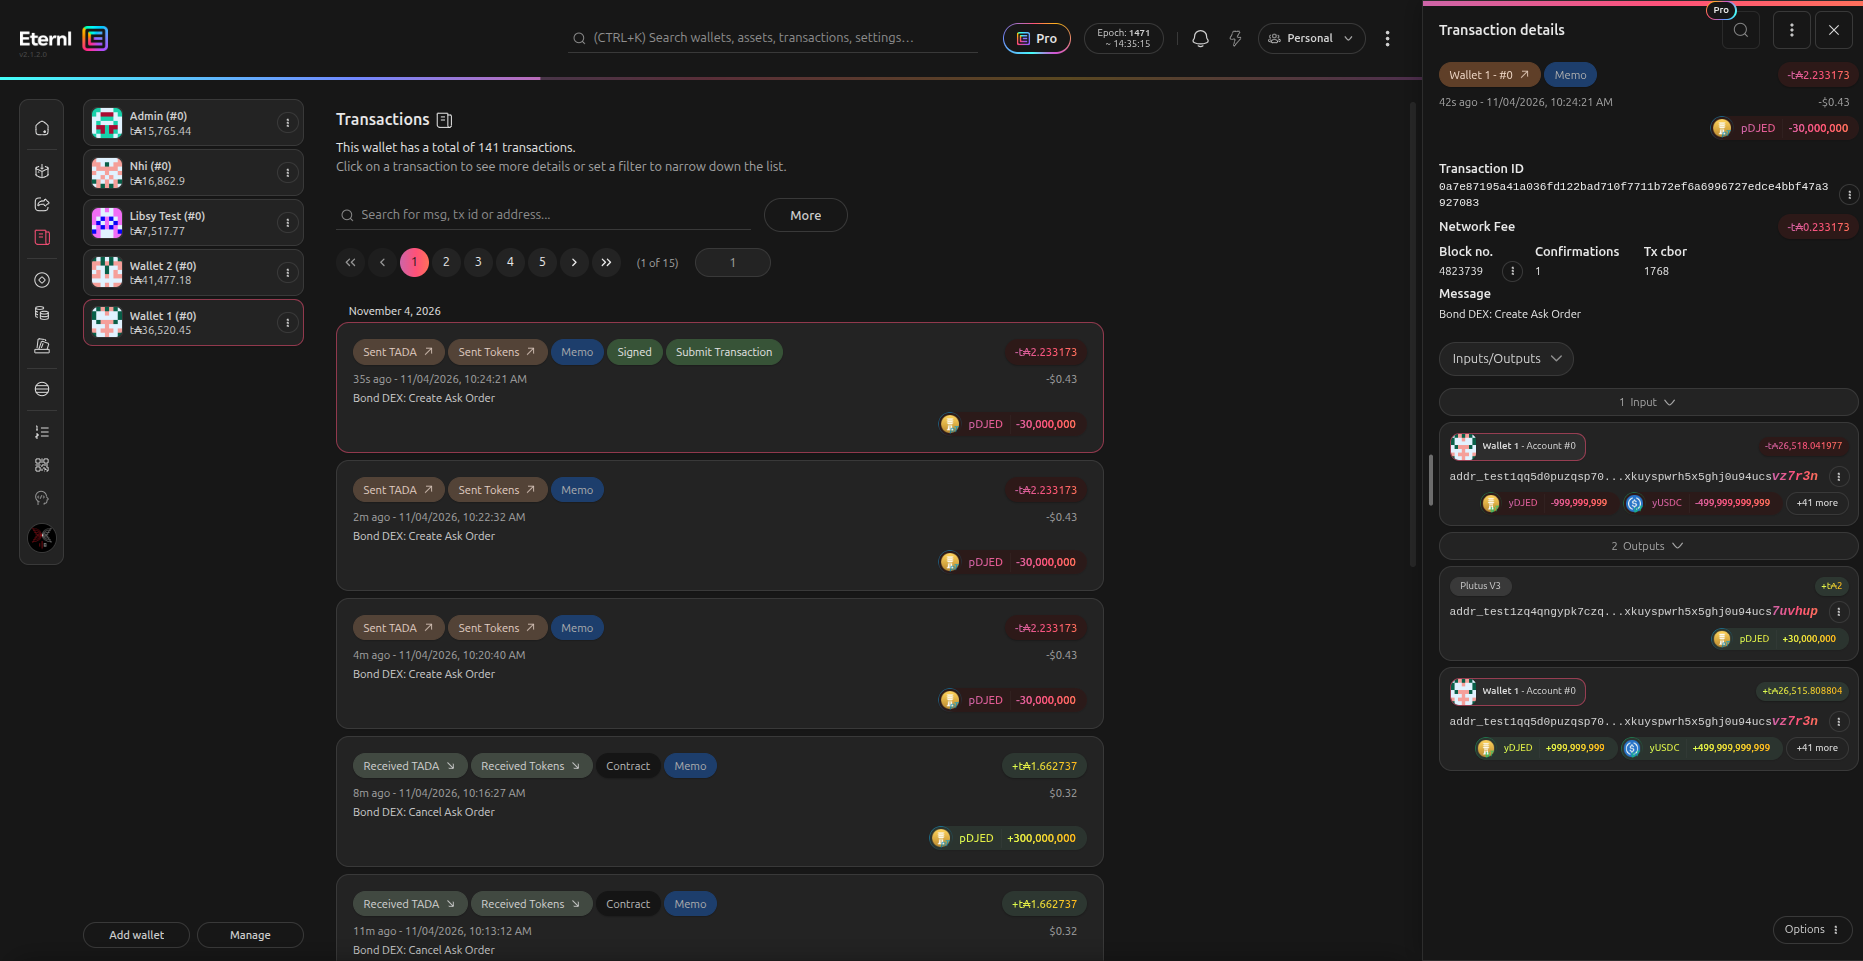 Eternl
v2.1.2.0
(CTRL+K) Search wallets, assets, transactions, settings...
Pro
Epoch: 1471
~ 14:35:15
Personal
Admin (#0)
t₳15,765.44
Nhi (#0)
t₳16,862.9
Libsy Test (#0)
t₳7,517.77
Wallet 2 (#0)
t₳41,477.18
Wallet 1 (#0)
t₳36,520.45
Add wallet
Manage
Transactions
This wallet has a total of 141 transactions.
Click on a transaction to see more details or set a filter to narrow down the list.
Search for msg, tx id or address...
More
1 2 3 4 5 (1 of 15) 1
November 4, 2026
Sent TADA Sent Tokens Memo Signed Submit Transaction -t₳2.233173
35s ago - 11/04/2026, 10:24:21 AM -$0.43
Bond DEX: Create Ask Order
pDJED -30,000,000
Sent TADA Sent Tokens Memo -t₳2.233173
2m ago - 11/04/2026, 10:22:32 AM -$0.43
Bond DEX: Create Ask Order
pDJED -30,000,000
Sent TADA Sent Tokens Memo -t₳2.233173
4m ago - 11/04/2026, 10:20:40 AM -$0.43
Bond DEX: Create Ask Order
pDJED -30,000,000
Received TADA Received Tokens Contract Memo +t₳1.662737
8m ago - 11/04/2026, 10:16:27 AM $0.32
Bond DEX: Cancel Ask Order
pDJED +300,000,000
Received TADA Received Tokens Contract Memo +t₳1.662737
11m ago - 11/04/2026, 10:13:12 AM $0.32
Bond DEX: Cancel Ask Order
Pro
Transaction details
Wallet 1 - #0 Memo -t₳2.233173
42s ago - 11/04/2026, 10:24:21 AM -$0.43
pDJED -30,000,000
Transaction ID
0a7e87195a41a036fd122bad710f7711b72ef6a6996727edce4bbf47a3
927083
Network Fee -t₳0.233173
Block no. Confirmations Tx cbor
4823739 1 1768
Message
Bond DEX: Create Ask Order
Inputs/Outputs
1 Input
Wallet 1 - Account #0 -t₳26,518.041977
addr_test1qq5d0puzqsp70...xkuyspwrh5x5ghj0u94ucsvz7r3n
yDJED -999,999,999 yUSDC -499,999,999,999 +41 more
2 Outputs
Plutus V3 +t₳2
addr_test1zq4qngypk7czq...xkuyspwrh5x5ghj0u94ucs7uvhup
pDJED +30,000,000
Wallet 1 - Account #0 +t₳26,515.808804
addr_test1qq5d0puzqsp70...xkuyspwrh5x5ghj0u94ucsvz7r3n
yDJED +999,999,999 yUSDC +499,999,999,999 +41 more
Options